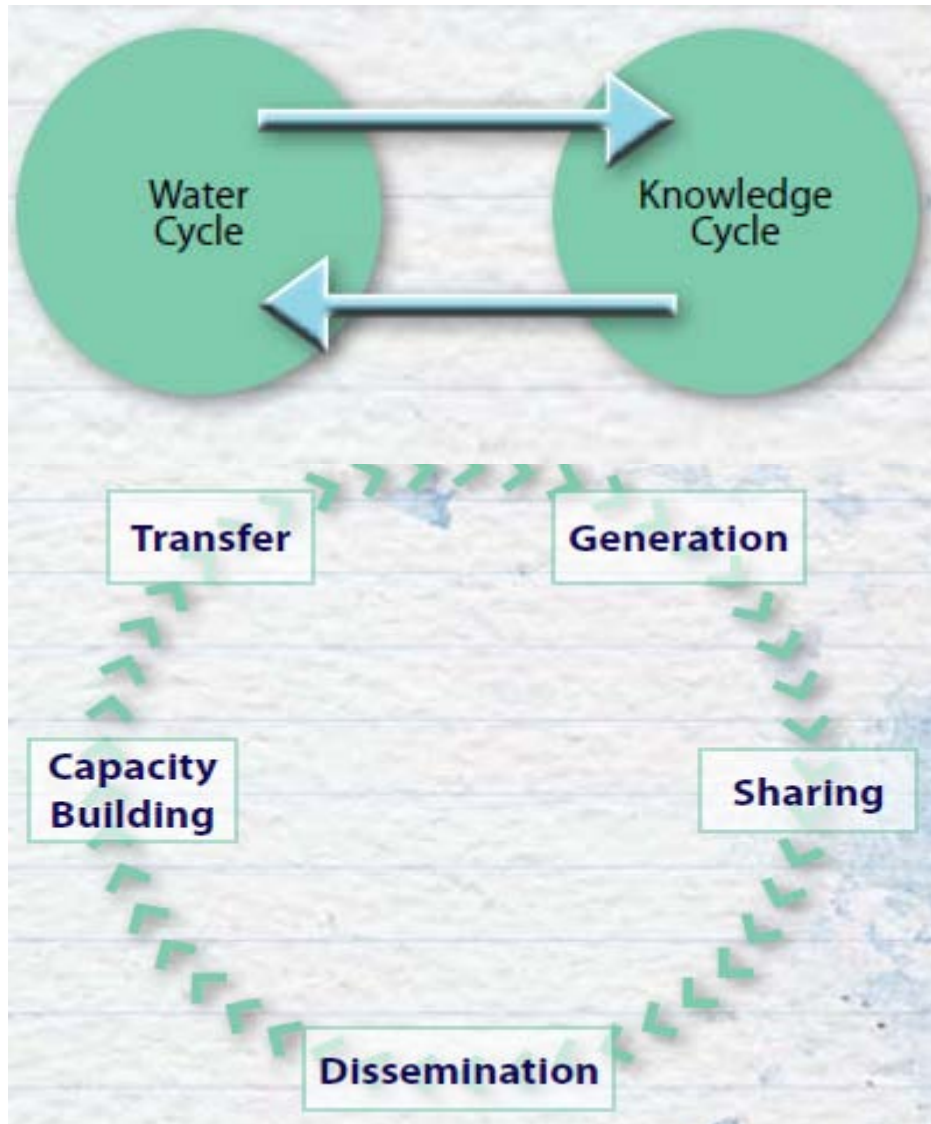 Water
Cycle
Knowledge
Cycle
Transfer
Generation
Capacity
Building
Sharing
Dissemination